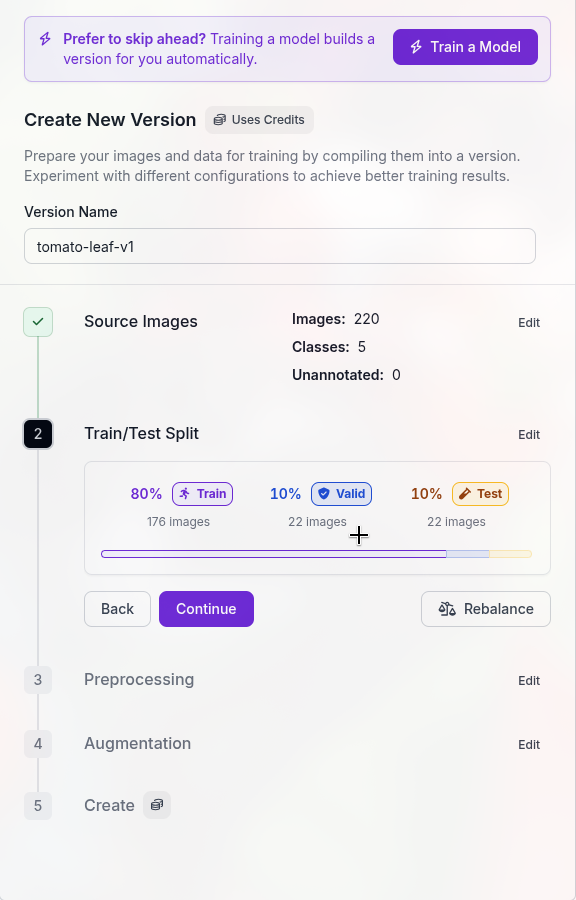 Prefer to skip ahead? Training a model builds a
version for you automatically.
Train a Model
Create New Version
Uses Credits
Prepare your images and data for training by compiling them into a version.
Experiment with different configurations to achieve better training results.
Version Name
tomato-leaf-v1
Source Images
Images: 220
Edit
Classes: 5
Unannotated: 0
2
Train/Test Split
Edit
80% Train
10% Valid
10% Test
176 images
22 images
22 images
Back
Continue
Rebalance
3
Preprocessing
Edit
4
Augmentation
Edit
5
Create